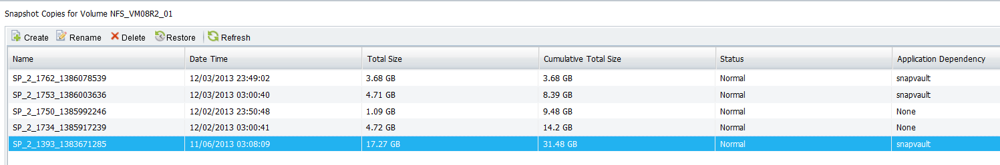 Snapshot Copies for Volume NFS_VM08R2_01
Create Rename Delete Restore Refresh
Name Date Time Total Size Cumulative Total Size Status Application Dependency
SP_2_1762_1386078539 12/03/2013 23:49:02 3.68 GB 3.68 GB Normal snapvault
SP_2_1753_1386003636 12/03/2013 03:00:40 4.71 GB 8.39 GB Normal snapvault
SP_2_1750_1385992246 12/02/2013 23:50:48 1.09 GB 9.48 GB Normal None
SP_2_1734_1385917239 12/02/2013 03:00:41 4.72 GB 14.2 GB Normal None
SP_2_1393_1383671285 11/06/2013 03:08:09 17.27 GB 31.48 GB Normal snapvault